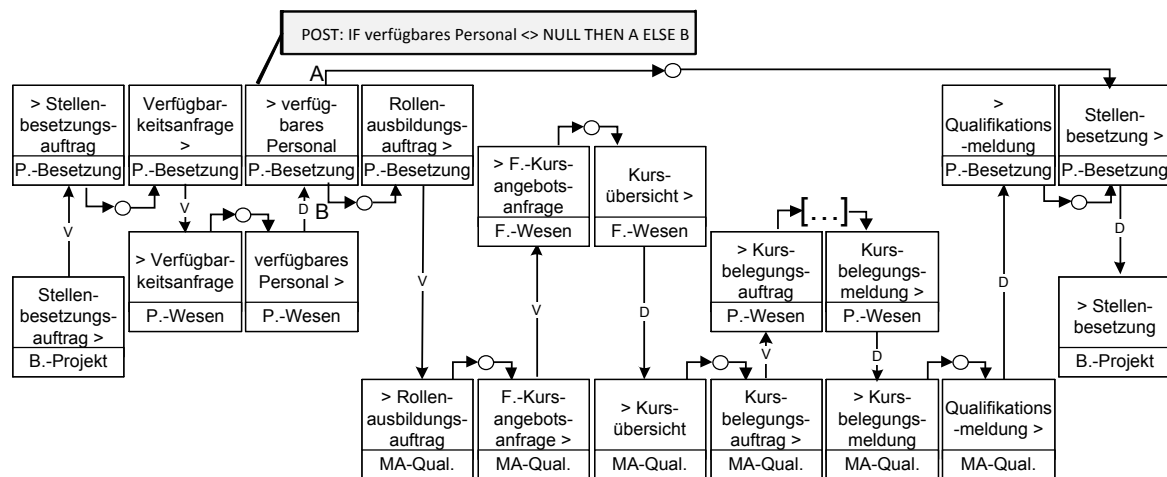 POST: IF verfügbares Personal <> NULL THEN A ELSE B
A
> Stellen-
besetzungs-
auftrag
P.-Besetzung
Verfügbar-
keitsanfrage
>
P.-Besetzung
> verfüg-
bares
Personal
P.-Besetzung
Rollen-
ausbildungs-
auftrag >
P.-Besetzung
>
Qualifikations
-meldung
P.-Besetzung
Stellen-
besetzung >
P.-Besetzung
> F.-Kurs-
angebots-
anfrage
F.-Wesen
Kurs-
übersicht >
F.-Wesen
V
V
D
B
V
V
D
D
D
> Verfügbar-
keitsanfrage
P.-Wesen
verfügbares
Personal >
P.-Wesen
[...]
> Kurs-
belegungs-
auftrag
P.-Wesen
Kurs-
belegungs-
meldung >
P.-Wesen
Stellen-
besetzungs-
auftrag >
B.-Projekt
> Stellen-
besetzung
B.-Projekt
V
D
> Rollen-
ausbildungs-
auftrag
MA-Qual.
F.-Kurs-
angebots-
anfrage >
MA-Qual.
> Kurs-
übersicht
MA-Qual.
Kurs-
belegungs-
auftrag >
MA-Qual.
> Kurs-
belegungs-
meldung
MA-Qual.
Qualifikations
-meldung >
MA-Qual.